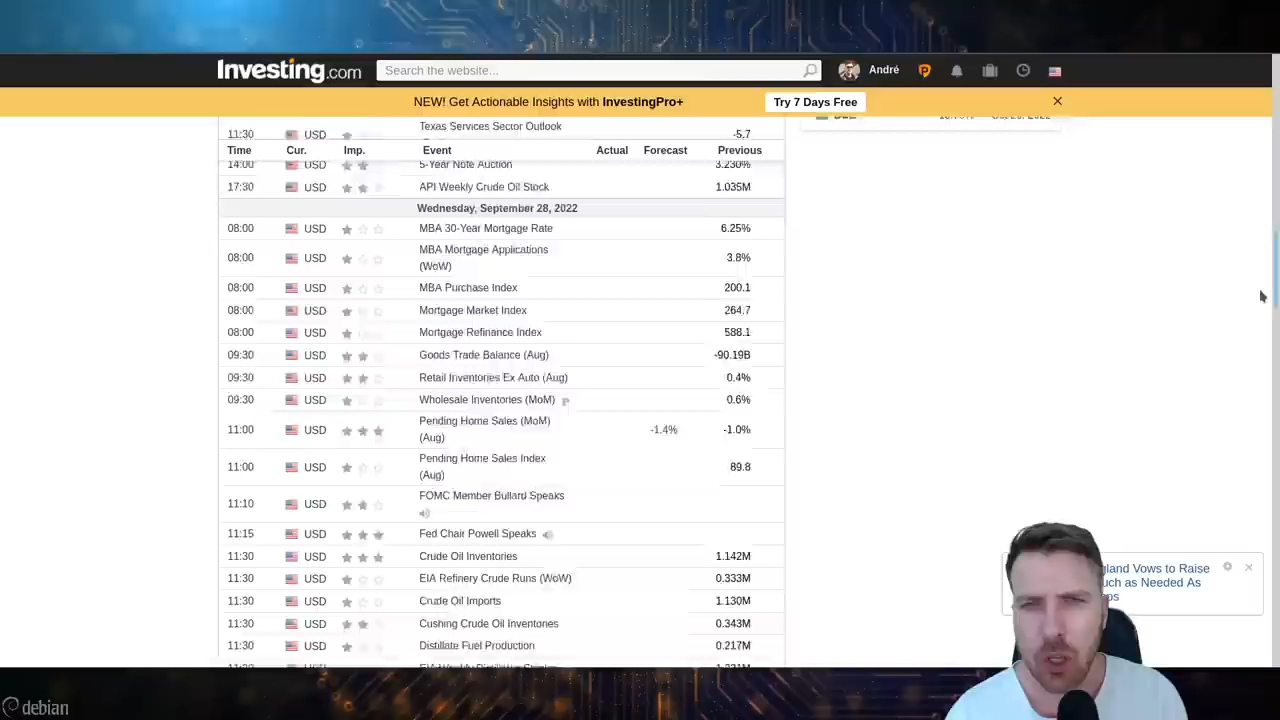 Investing.com Search the website... André
NEW! Get Actionable Insights with InvestingPro+ Try 7 Days Free
11:30 USD Texas Services Sector Outlook -5.7
Time Cur. Imp. Event Actual Forecast Previous
14:00 USD 5-Year Note Auction 3.230%
17:30 USD API Weekly Crude Oil Stock 1.035M
Wednesday, September 28, 2022
08:00 USD MBA 30-Year Mortgage Rate 6.25%
08:00 USD MBA Mortgage Applications (WoW) 3.8%
08:00 USD MBA Purchase Index 200.1
08:00 USD Mortgage Market Index 264.7
08:00 USD Mortgage Refinance Index 588.1
09:30 USD Goods Trade Balance (Aug) -90.19B
09:30 USD Retail Inventories Ex Auto (Aug) 0.4%
09:30 USD Wholesale Inventories (MoM) P 0.6%
11:00 USD Pending Home Sales (MoM) (Aug) -1.4% -1.0%
11:00 USD Pending Home Sales Index (Aug) 89.8
11:10 USD FOMC Member Bullard Speaks
11:15 USD Fed Chair Powell Speaks
11:30 USD Crude Oil Inventories 1.142M
11:30 USD EIA Refinery Crude Runs (WoW) 0.333M
11:30 USD Crude Oil Imports 1.130M
11:30 USD Cushing Crude Oil Inventories 0.343M
11:30 USD Distillate Fuel Production 0.217M
gland Vows to Raise
uch as Needed As
debian